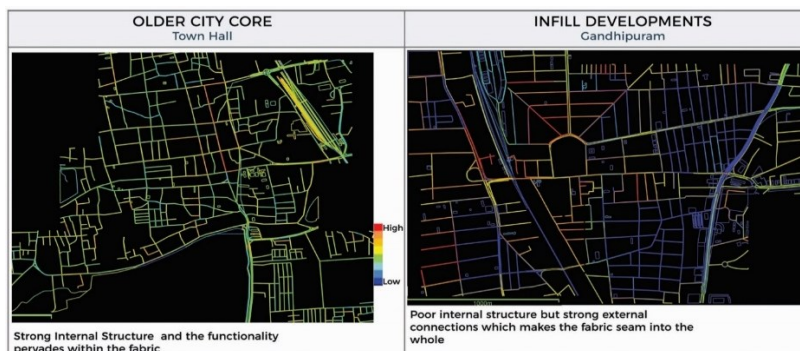 OLDER CITY CORE
Town Hall
INFILL DEVELOPMENTS
Gandhipuram
High
Low
1000m
Strong Internal Structure and the functionality
pervades within the fabric
Poor internal structure but strong external
connections which makes the fabric seam into the
whole